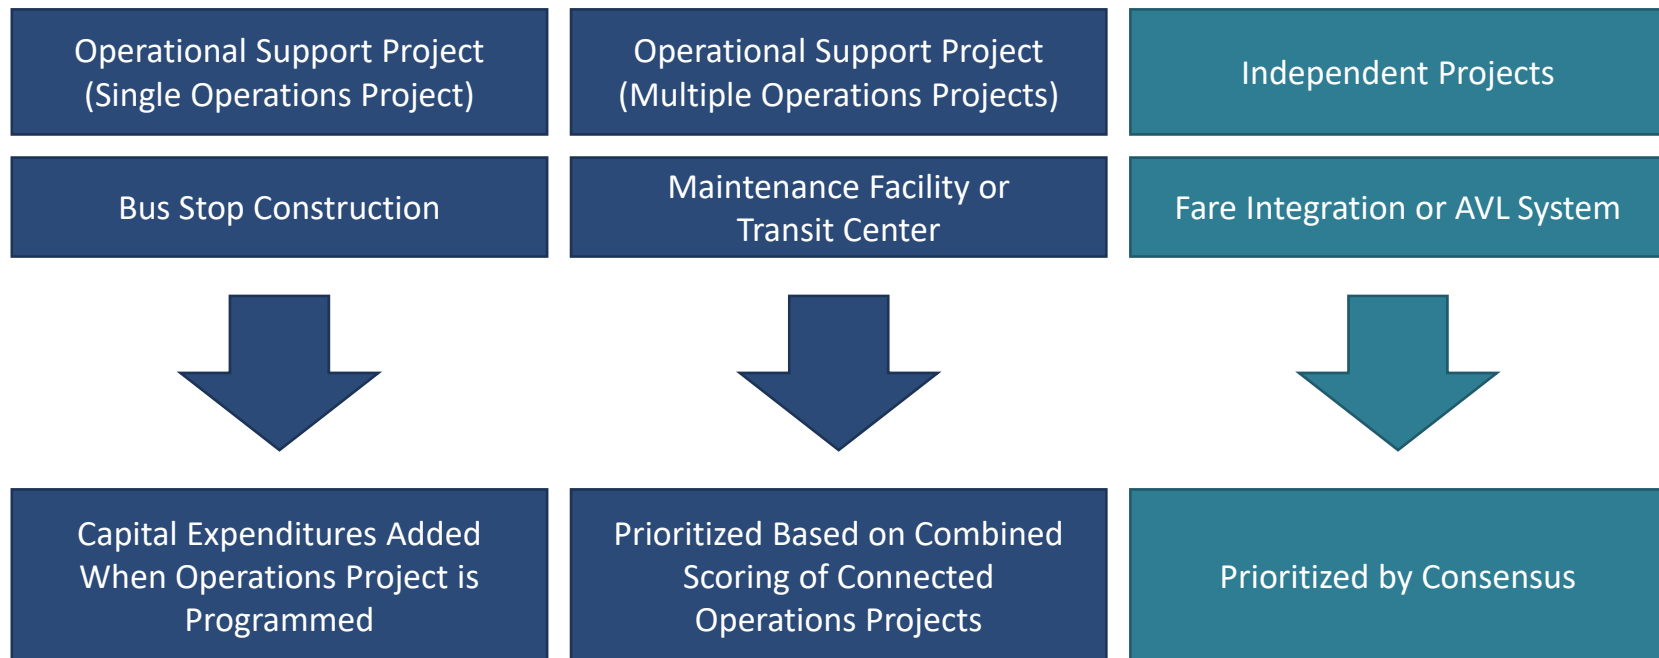 Operational Support Project
(Single Operations Project)
Operational Support Project
(Multiple Operations Projects)
Independent Projects
Bus Stop Construction
Maintenance Facility or
Transit Center
Fare Integration or AVL System
Capital Expenditures Added
When Operations Project is
Programmed
Prioritized Based on Combined
Scoring of Connected
Operations Projects
Prioritized by Consensus